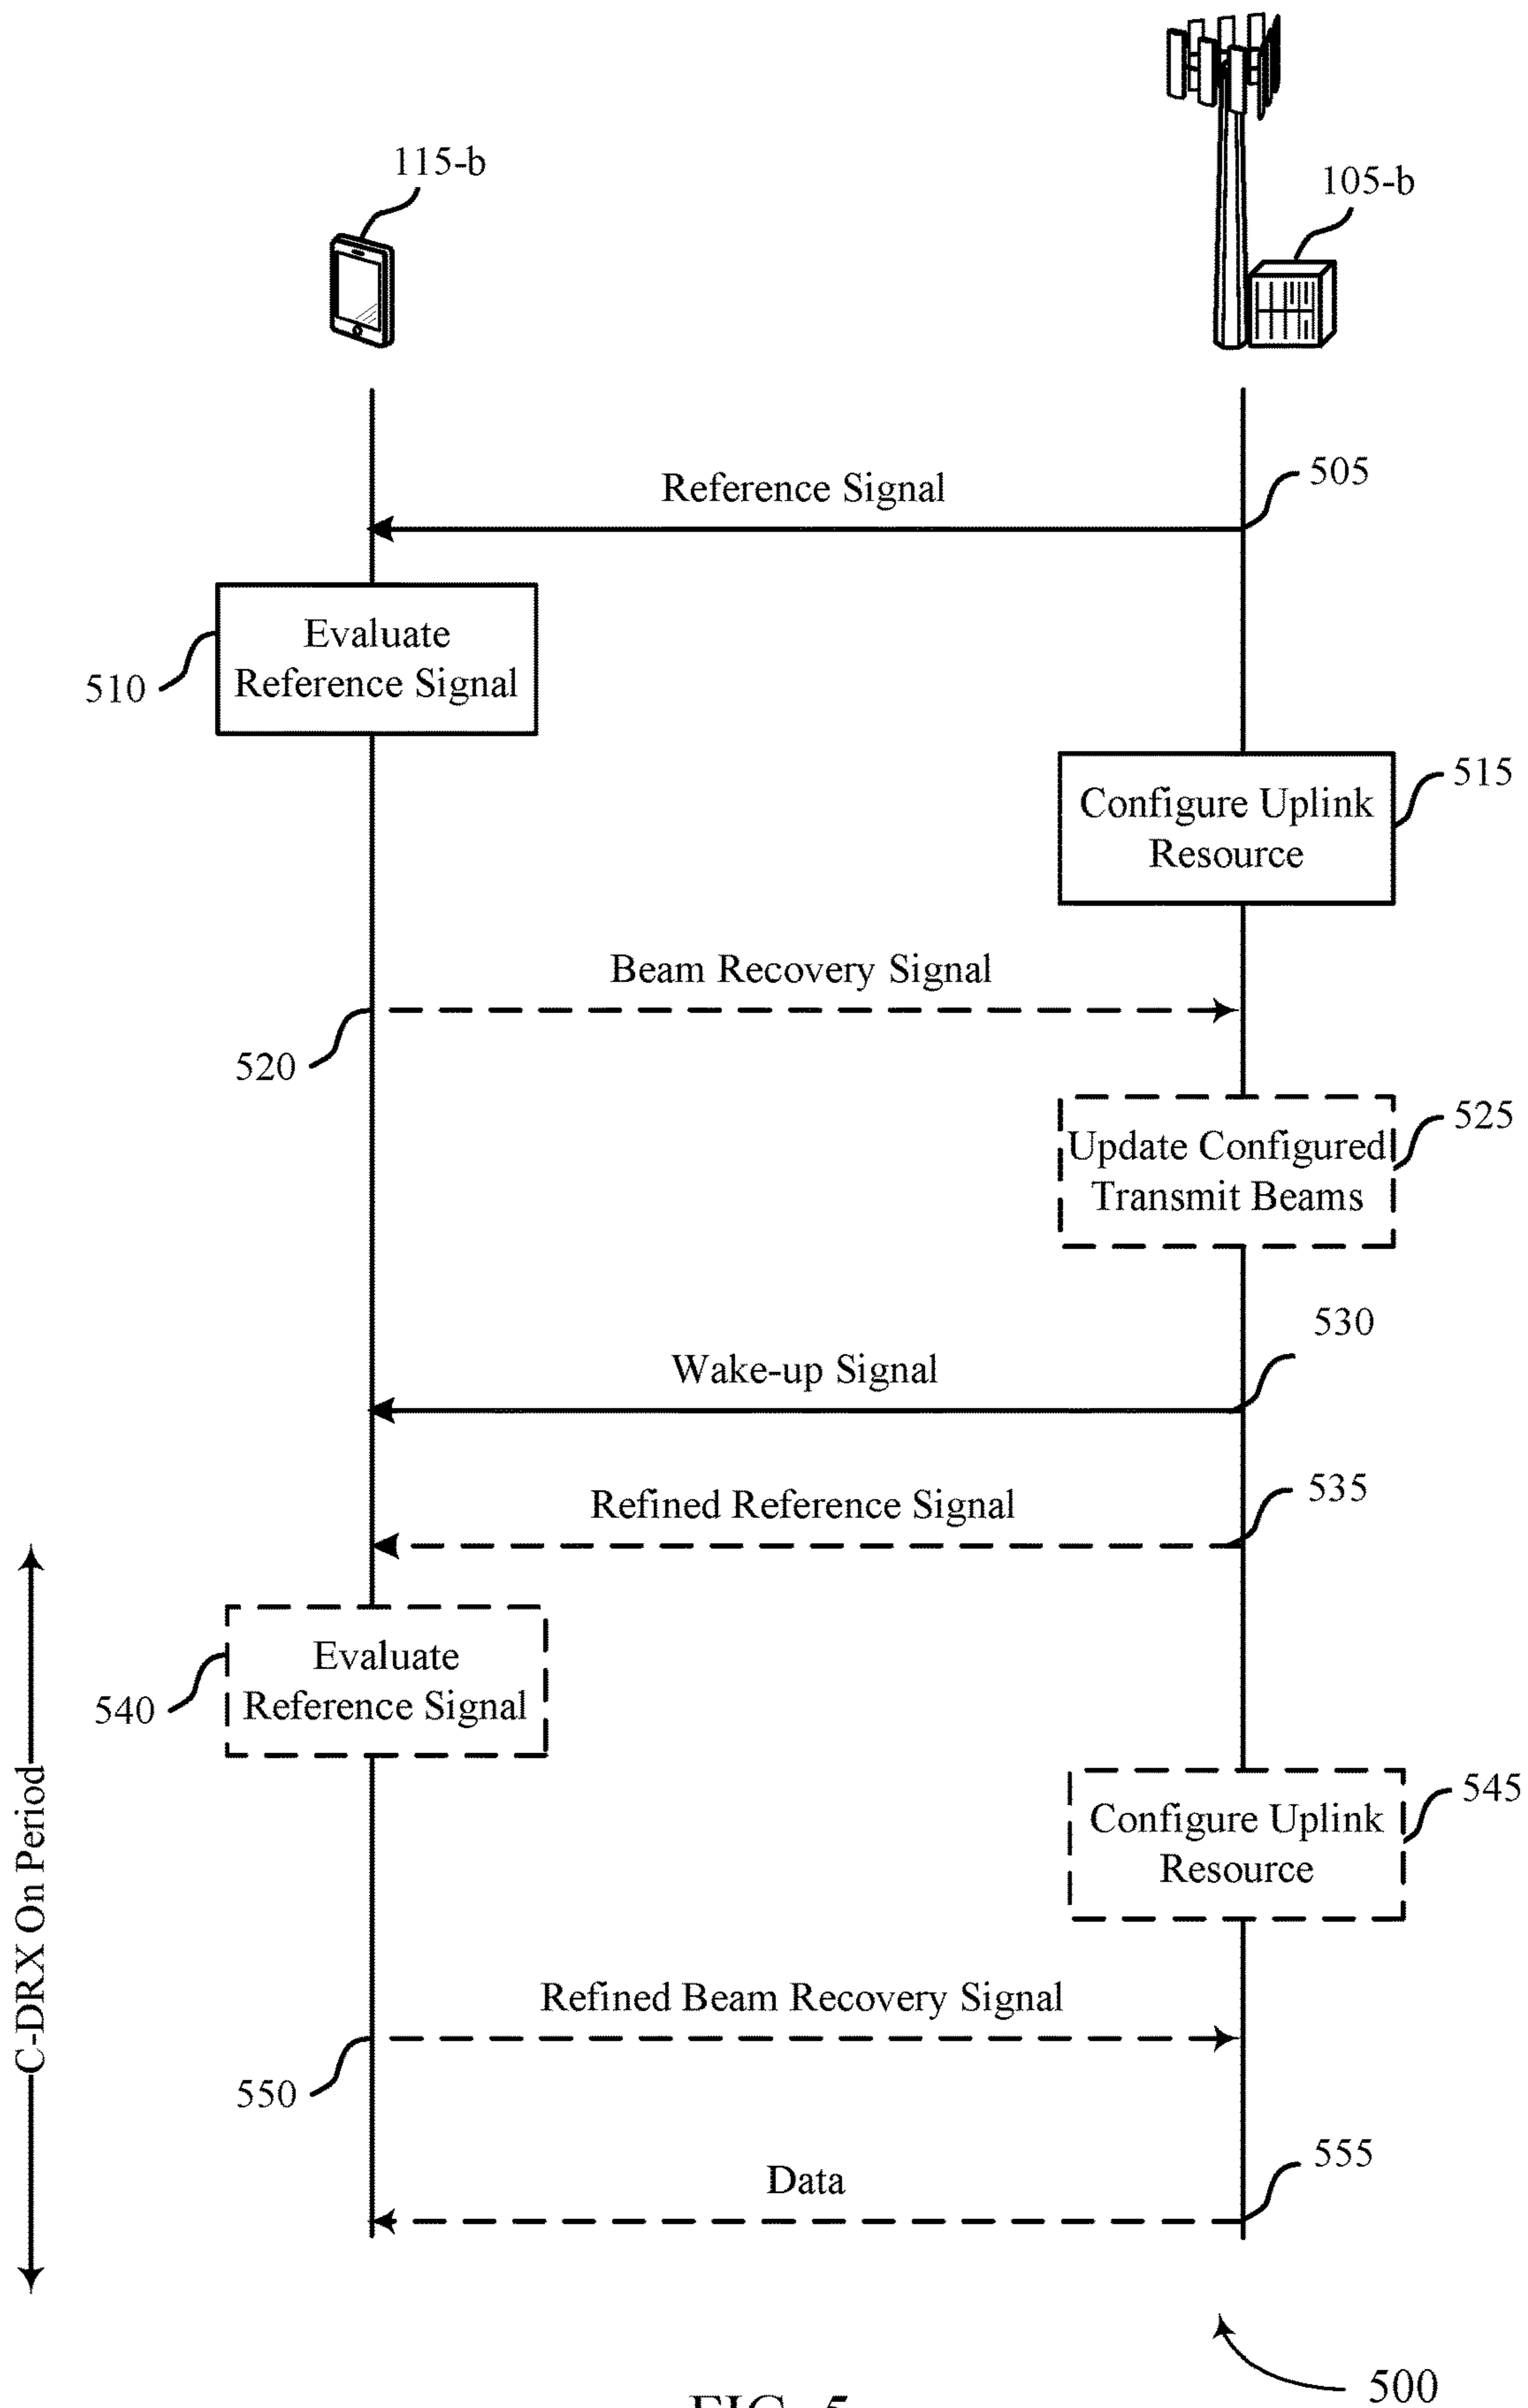 115-b
105-b
Reference Signal
505
Evaluate
Reference Signal
510
Configure Uplink
Resource
515
Beam Recovery Signal
520
Update Configured
Transmit Beams
525
530
Wake-up Signal
Refined Reference Signal
535
Evaluate
Reference Signal
540
Configure Uplink
Resource
545
C-DRX On Period
Refined Beam Recovery Signal
550
Data
555
500
FIG. 5